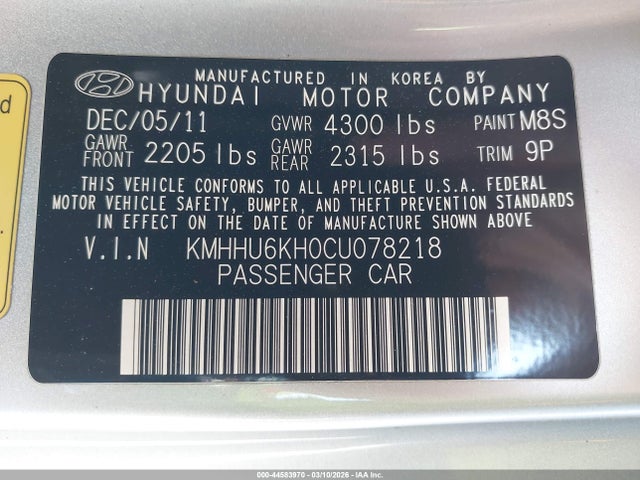 MANUFACTURED IN KOREA BY
HYUNDAI MOTOR COMPANY
DEC/05/11 GVWR 4300 lbs PAINT M8S
GAWR FRONT 2205 lbs GAWR REAR 2315 lbs TRIM 9P
THIS VEHICLE CONFORMS TO ALL APPLICABLE U.S.A. FEDERAL
MOTOR VEHICLE SAFETY, BUMPER, AND THEFT PREVENTION STANDARDS
IN EFFECT ON THE DATE OF MANUFACTURE SHOWN ABOVE
V.I.N KMHHU6KH0CU078218
PASSENGER CAR
000-44583970 - 03/10/2026 - IAA Inc.